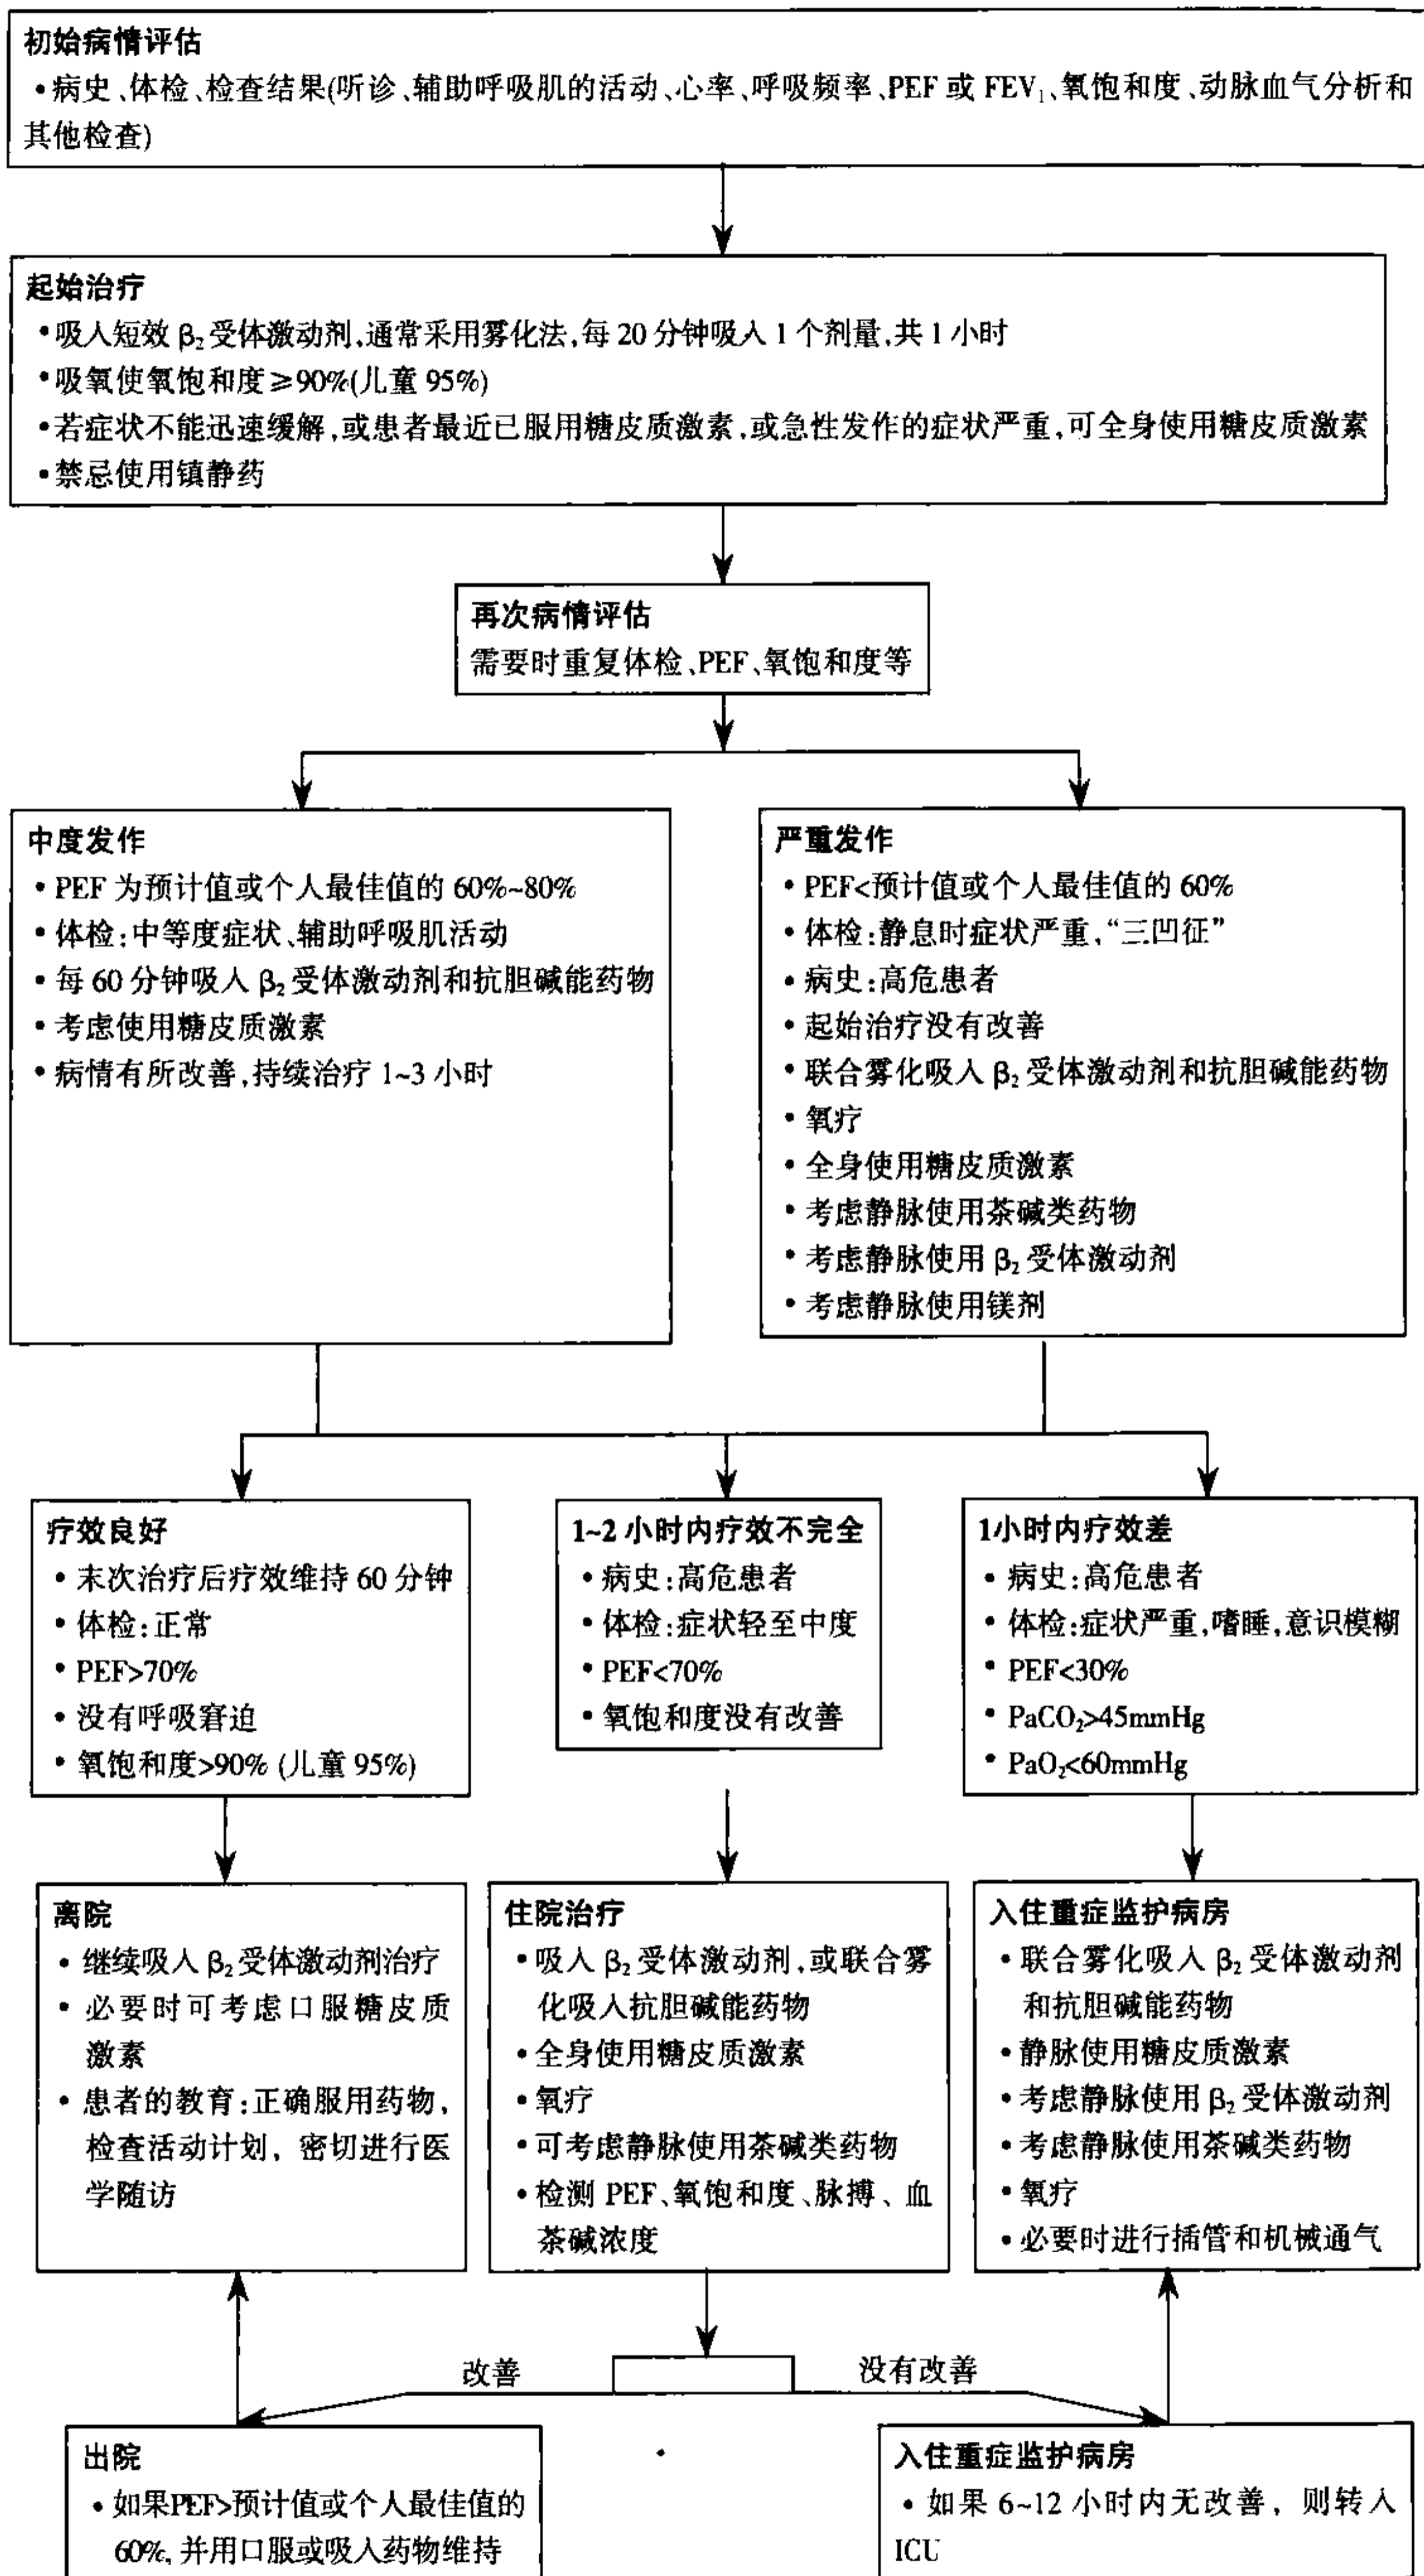 初始病情评估
•病史、体检、检查结果(听诊、辅助呼吸肌的活动、心率、呼吸频率、PEF 或 FEV₁、氧饱和度、动脉血气分析和
其他检查)
起始治疗
•吸入短效 β₂受体激动剂,通常采用雾化法,每 20 分钟吸入 1 个剂量,共 1 小时
•吸氧使氧饱和度≥90%(儿童 95%)
•若症状不能迅速缓解,或患者最近已服用糖皮质激素,或急性发作的症状严重,可全身使用糖皮质激素
•禁忌使用镇静药
再次病情评估
需要时重复体检、PEF、氧饱和度等
中度发作
• PEF 为预计值或个人最佳值的 60%~80%
• 体检:中等度症状、辅助呼吸肌活动
• 每 60 分钟吸入 β₂受体激动剂和抗胆碱能药物
• 考虑使用糖皮质激素
• 病情有所改善,持续治疗 1~3 小时
严重发作
• PEF<预计值或个人最佳值的 60%
• 体检:静息时症状严重,“三凹征”
• 病史:高危患者
• 起始治疗没有改善
• 联合雾化吸入 β₂受体激动剂和抗胆碱能药物
• 氧疗
• 全身使用糖皮质激素
• 考虑静脉使用茶碱类药物
• 考虑静脉使用 β₂受体激动剂
• 考虑静脉使用镁剂
疗效良好
• 末次治疗后疗效维持 60 分钟
• 体检:正常
• PEF>70%
• 没有呼吸窘迫
• 氧饱和度>90% (儿童 95%)
1~2 小时内疗效不完全
• 病史:高危患者
• 体检:症状轻至中度
• PEF<70%
• 氧饱和度没有改善
1小时内疗效差
• 病史:高危患者
• 体检:症状严重,嗜睡,意识模糊
• PEF<30%
• PaCO₂>45mmHg
• PaO₂<60mmHg
离院
• 继续吸入 β₂受体激动剂治疗
• 必要时可考虑口服糖皮质
激素
• 患者的教育:正确服用药物,
检查活动计划, 密切进行医
学随访
住院治疗
•吸入 β₂受体激动剂,或联合雾
化吸入抗胆碱能药物
•全身使用糖皮质激素
•氧疗
•可考虑静脉使用茶碱类药物
•检测 PEF、氧饱和度、脉搏、血
茶碱浓度
入住重症监护病房
•联合雾化吸入 β₂受体激动剂
和抗胆碱能药物
•静脉使用糖皮质激素
•考虑静脉使用 β₂受体激动剂
•考虑静脉使用茶碱类药物
•氧疗
•必要时进行插管和机械通气
改善
没有改善
出院
• 如果PEF>预计值或个人最佳值的
60%, 并用口服或吸入药物维持
入住重症监护病房
• 如果 6~12 小时内无改善, 则转入
ICU